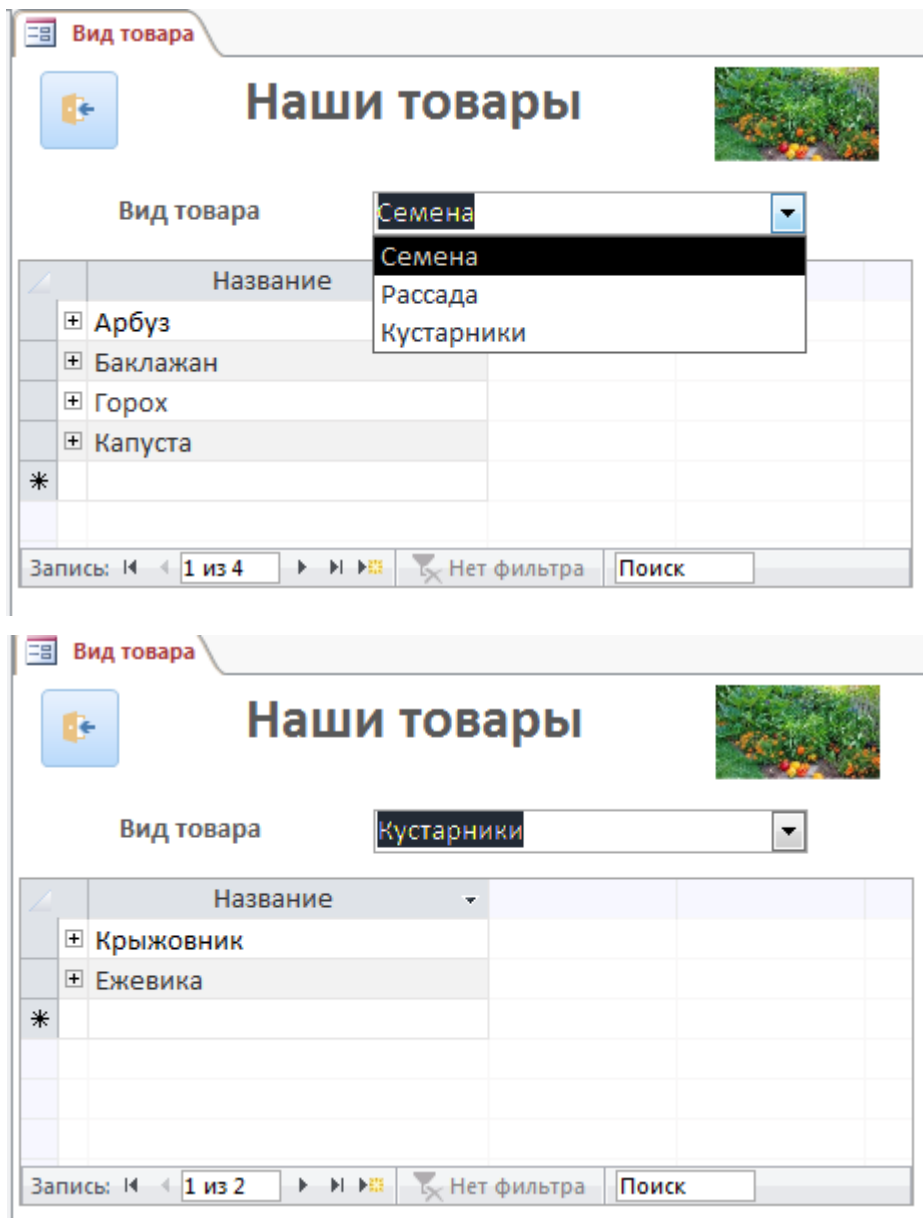 Вид товара
Наши товары
Вид товара Семена
Семена
Рассада
Кустарники
Название
Арбуз
Баклажан
Горох
Капуста
Запись: 1 из 4 Нет фильтра Поиск
Вид товара
Наши товары
Вид товара Кустарники
Название
Крыжовник
Ежевика
Запись: 1 из 2 Нет фильтра Поиск